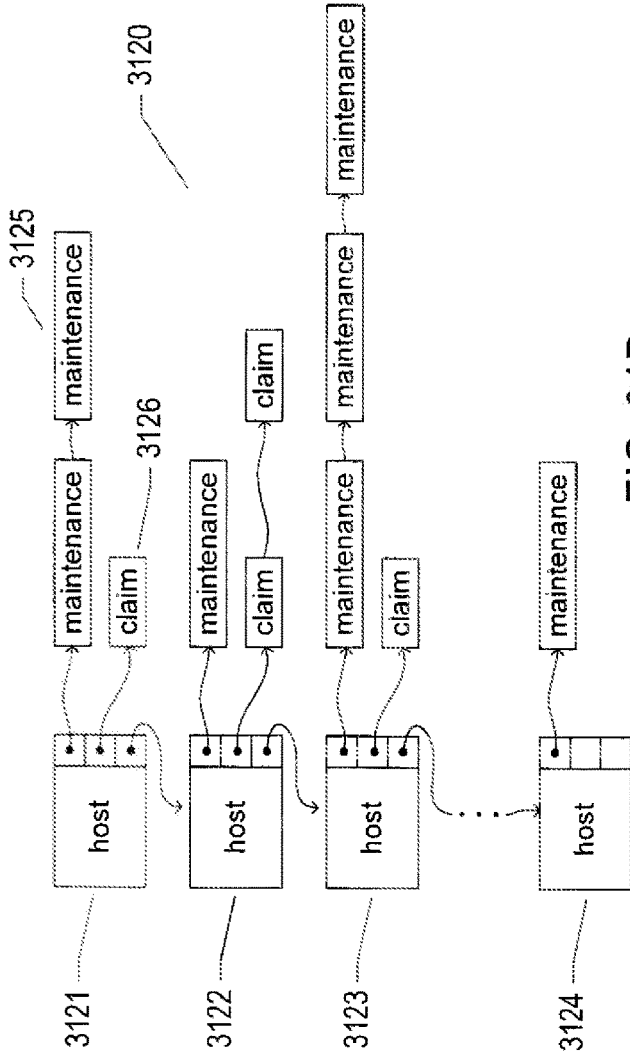 3125
3120
maintenance
maintenance
host
claim
3126
3121
maintenance
host
claim
claim
3122
maintenance
maintenance
maintenance
host
claim
3123
maintenance
host
3124